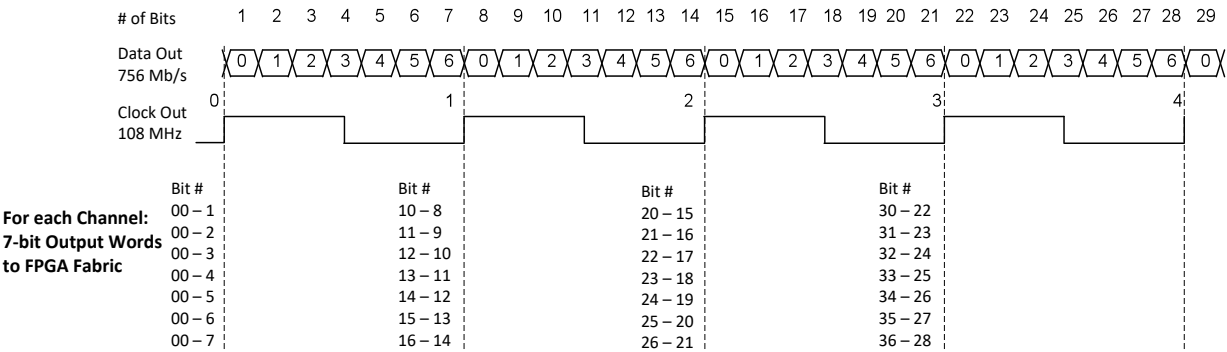 # of Bits 1 2 3 4 5 6 7 8 9 10 11 12 13 14 15 16 17 18 19 20 21 22 23 24 25 26 27 28 29
Data Out 0 1 2 3 4 5 6 0 1 2 3 4 5 6 0 1 2 3 4 5 6 0 1 2 3 4 5 6 0
756 Mb/s
0 1 2 3 4
Clock Out
108 MHz
For each Channel:
7-bit Output Words
to FPGA Fabric
Bit #
00 – 1
00 – 2
00 – 3
00 – 4
00 – 5
00 – 6
00 – 7
Bit #
10 – 8
11 – 9
12 – 10
13 – 11
14 – 12
15 – 13
16 – 14
Bit #
20 – 15
21 – 16
22 – 17
23 – 18
24 – 19
25 – 20
26 – 21
Bit #
30 – 22
31 – 23
32 – 24
33 – 25
34 – 26
35 – 27
36 – 28